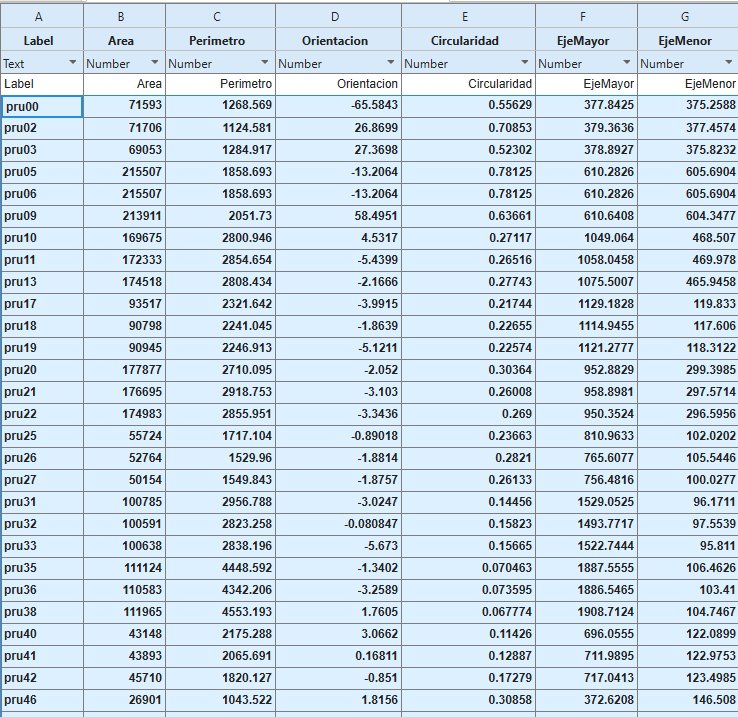 A B C D E F G
Label Area Perimetro Orientacion Circularidad EjeMayor EjeMenor
Text Number Number Number Number Number Number
Label Area Perimetro Orientacion Circularidad EjeMayor EjeMenor
pru00 71593 1268.569 -65.5843 0.55629 377.8425 375.2588
pru02 71706 1124.581 26.8699 0.70853 379.3636 377.4574
pru03 69053 1284.917 27.3698 0.52302 378.8927 375.8232
pru05 215507 1858.693 -13.2064 0.78125 610.2826 605.6904
pru06 215507 1858.693 -13.2064 0.78125 610.2826 605.6904
pru09 213911 2051.73 58.4951 0.63661 610.6408 604.3477
pru10 169675 2800.946 4.5317 0.27117 1049.064 468.507
pru11 172333 2854.654 -5.4399 0.26516 1058.0458 469.978
pru13 174518 2808.434 -2.1666 0.27743 1075.5007 465.9458
pru17 93517 2321.642 -3.9915 0.21744 1129.1828 119.833
pru18 90798 2241.045 -1.8639 0.22655 1114.9455 117.606
pru19 90945 2246.913 -5.1211 0.22574 1121.2777 118.3122
pru20 177877 2710.095 -2.052 0.30364 952.8829 299.3985
pru21 176695 2918.753 -3.103 0.26008 958.8981 297.5714
pru22 174983 2855.951 -3.3436 0.269 950.3524 296.5956
pru25 55724 1717.104 -0.89018 0.23663 810.9633 102.0202
pru26 52764 1529.96 -1.8814 0.2821 765.6077 105.5446
pru27 50154 1549.843 -1.8757 0.26133 756.4816 100.0277
pru31 100785 2956.788 -3.0247 0.14456 1529.0525 96.1711
pru32 100591 2823.258 -0.080847 0.15823 1493.7717 97.5539
pru33 100638 2838.196 -5.673 0.15665 1522.7444 95.811
pru35 111124 4448.592 -1.3402 0.070463 1887.5555 106.4626
pru36 110583 4342.206 -3.2589 0.073595 1886.5465 103.41
pru38 111965 4553.193 1.7605 0.067774 1908.7124 104.7467
pru40 43148 2175.288 3.0662 0.11426 696.0555 122.0899
pru41 43893 2065.691 0.16811 0.12887 711.9895 122.9753
pru42 45710 1820.127 -0.851 0.17279 717.0413 123.4985
pru46 26901 1043.522 1.8156 0.30858 372.6208 146.508